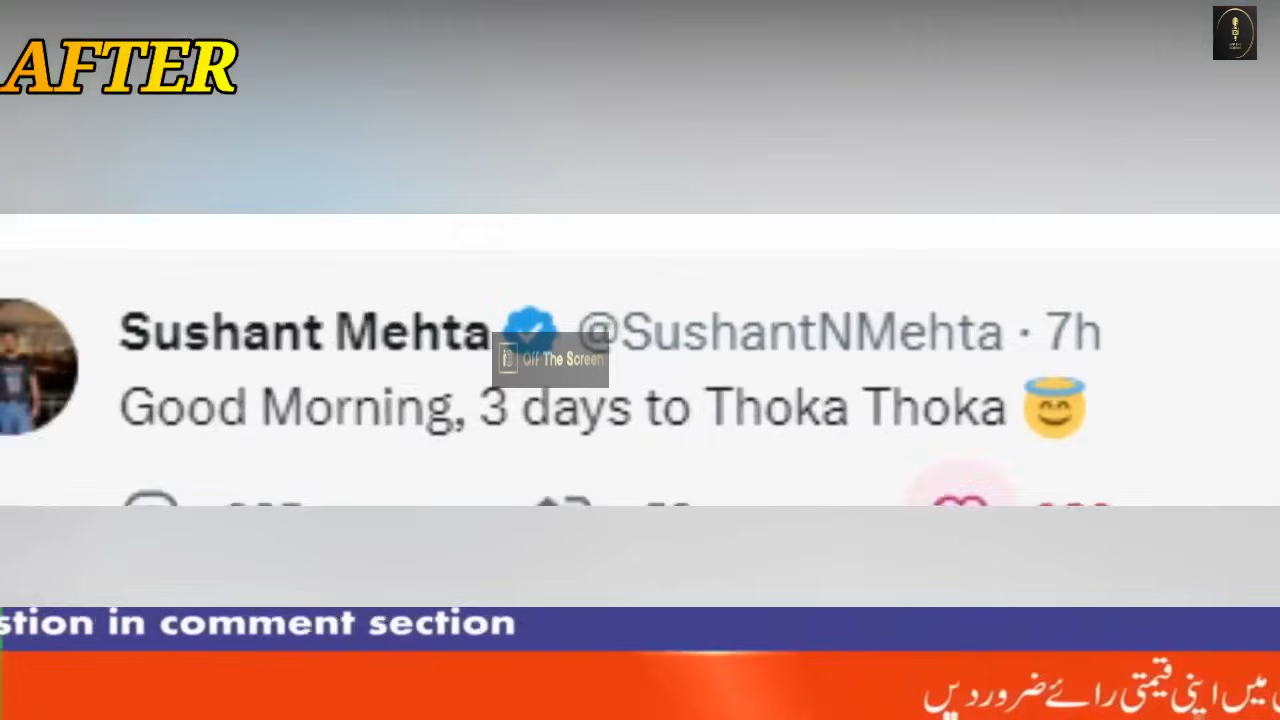 AFTER
Sushant Mehta @SushantNMehta · 7h
Off The Screen
Good Morning, 3 days to Thoka Thoka 😇
stion in comment section
میں اپنی قیمتی رائے ضرور دیں